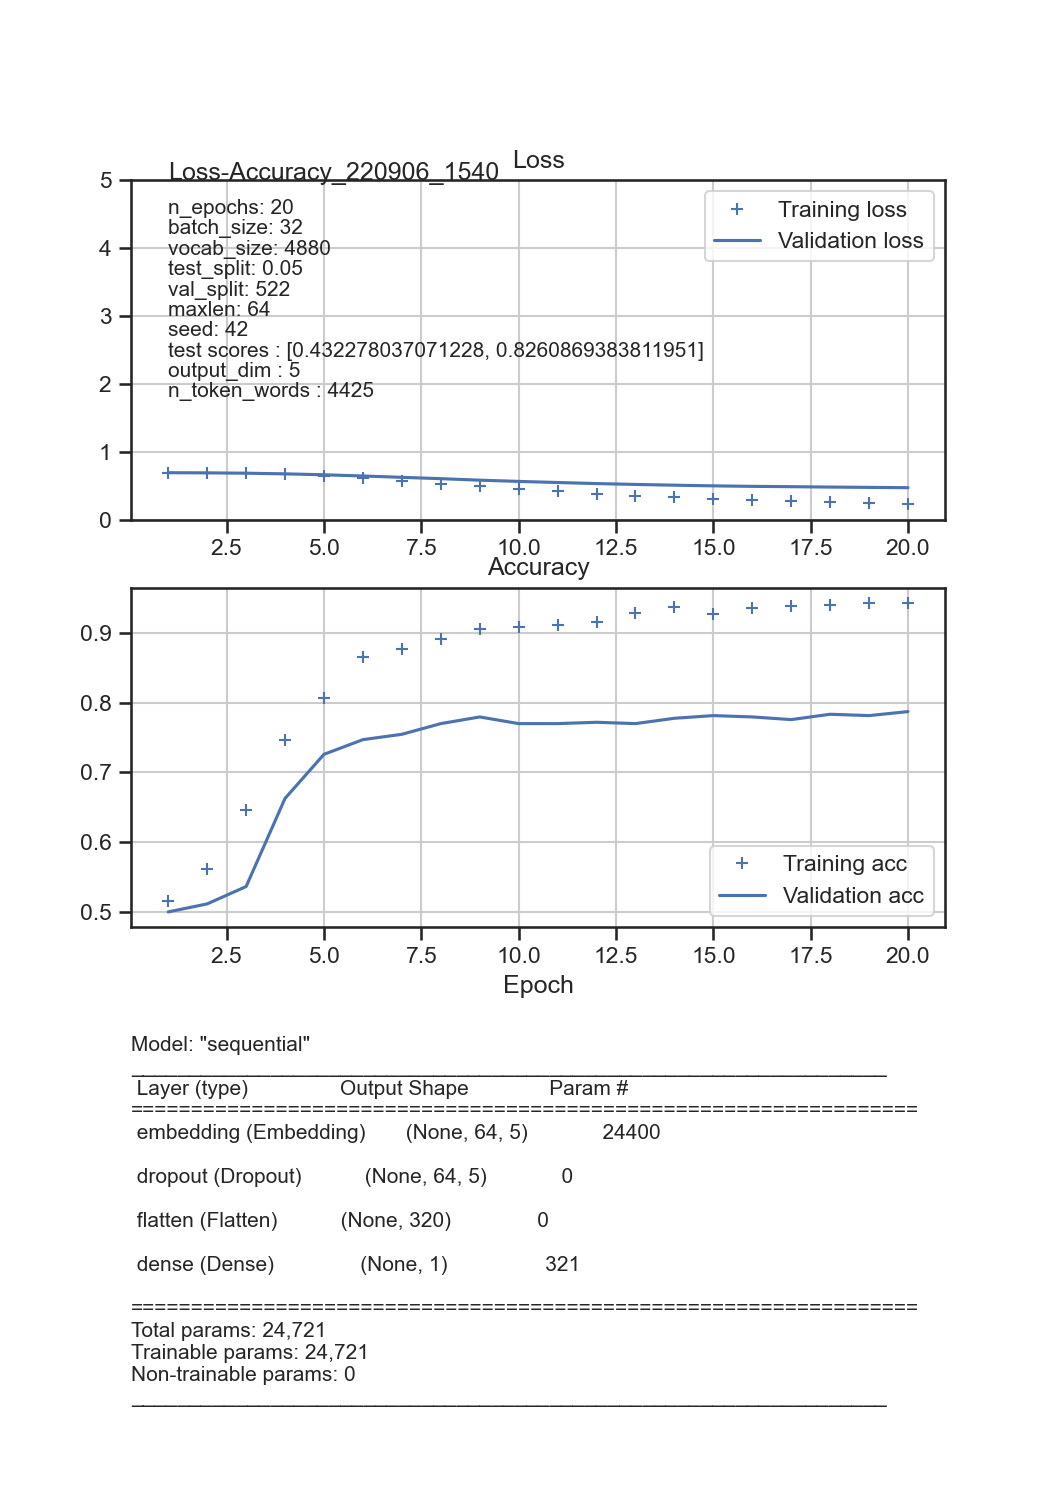 Loss
Loss-Accuracy_220906_1540
5
n_epochs: 20
batch_size: 32
4
vocab_size: 4880
test_split: 0.05
val_split: 522
3
maxlen: 64
seed: 42
test scores : [0.432278037071228, 0.8260869383811951]
output_dim : 5
2
n_token_words : 4425
Training loss
Validation loss
1
0
2.5 5.0 7.5 10.0 12.5 15.0 17.5 20.0
Accuracy
0.9
0.8
0.7
0.6
0.5
Training acc
Validation acc
2.5 5.0 7.5 10.0 12.5 15.0 17.5 20.0
Epoch
Model: "sequential"
_________________________________________________________________
Layer (type) Output Shape Param #
=================================================================
embedding (Embedding) (None, 64, 5) 24400
dropout (Dropout) (None, 64, 5) 0
flatten (Flatten) (None, 320) 0
dense (Dense) (None, 1) 321
=================================================================
Total params: 24,721
Trainable params: 24,721
Non-trainable params: 0
_________________________________________________________________